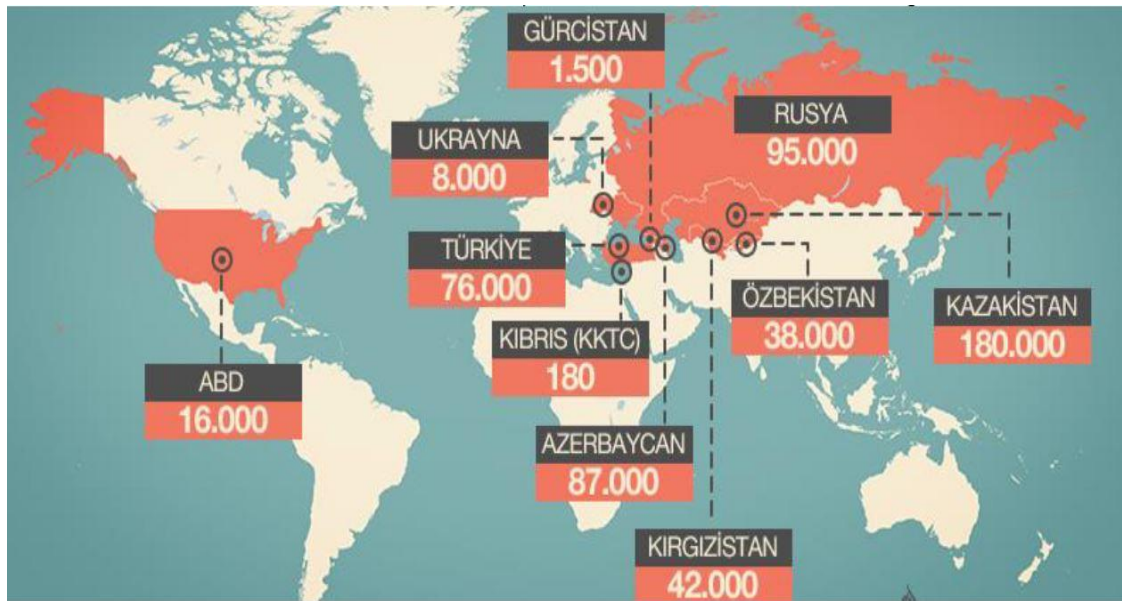 GÜRCİSTAN
1.500
UKRAYNA
8.000
RUSYA
95.000
TÜRKİYE
76.000
ÖZBEKİSTAN
38.000
KAZAKİSTAN
180.000
KIBRIS (KKTC)
180
ABD
16.000
AZERBAYCAN
87.000
KIRGIZİSTAN
42.000